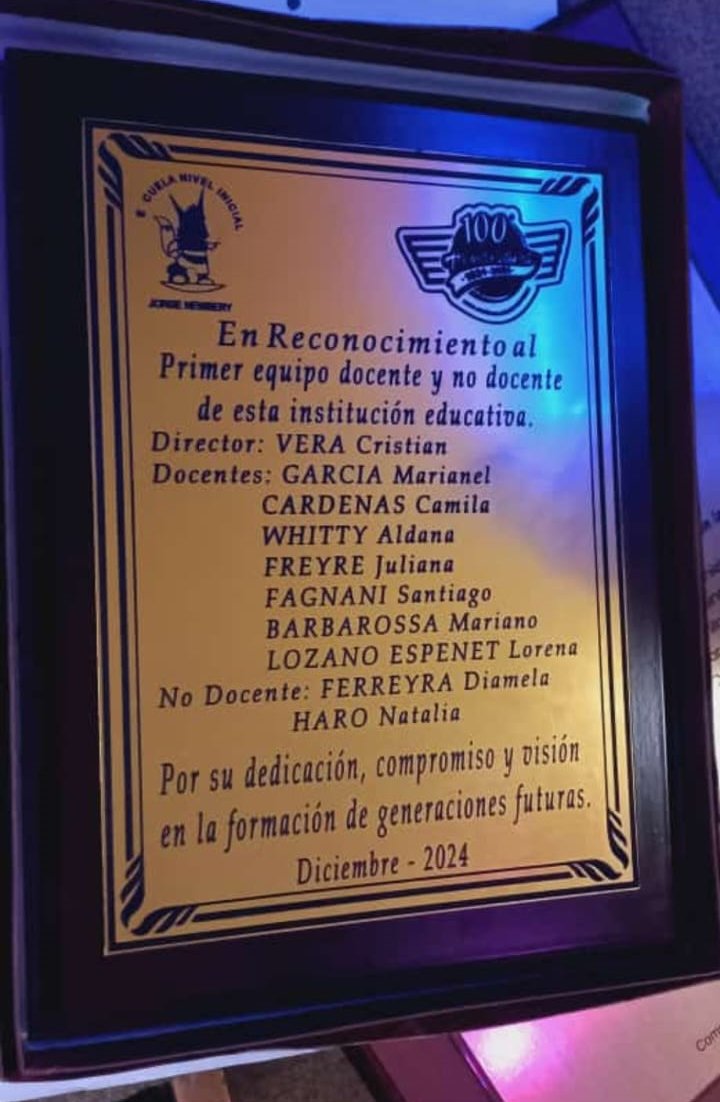 E CUELA NIVEL INICIAL
JORGE NEWBERY
100°
En Reconocimiento al
Primer equipo docente y no docente
de esta institución educativa.
Director: VERA Cristian
Docentes: GARCIA Marianel
CARDENAS Camila
WHITTY Aldana
FREYRE Juliana
FAGNANI Santiago
BARBAROSSA Mariano
LOZANO ESPENET Lorena
No Docente: FERREYRA Diamela
HARO Natalia
Por su dedicación, compromiso y visión
en la formación de generaciones futuras.
Diciembre - 2024
Com